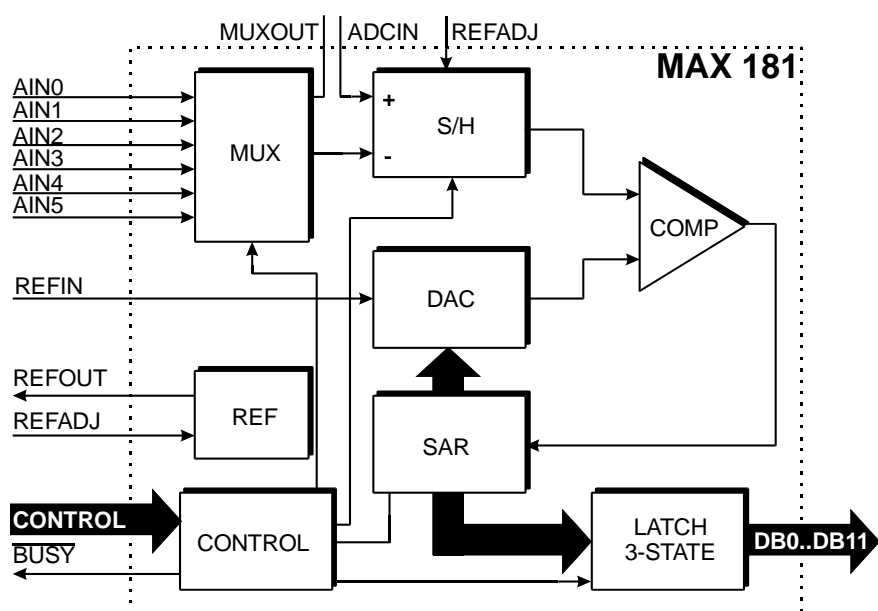 MUXOUT ADCIN REFADJ
MAX 181
AIN0
AIN1
AIN2
AIN3
AIN4
AIN5
MUX
+
-
S/H
COMP
REFIN
DAC
REFOUT
REFADJ
REF
SAR
CONTROL
BUSY
CONTROL
LATCH
3-STATE
DB0..DB11